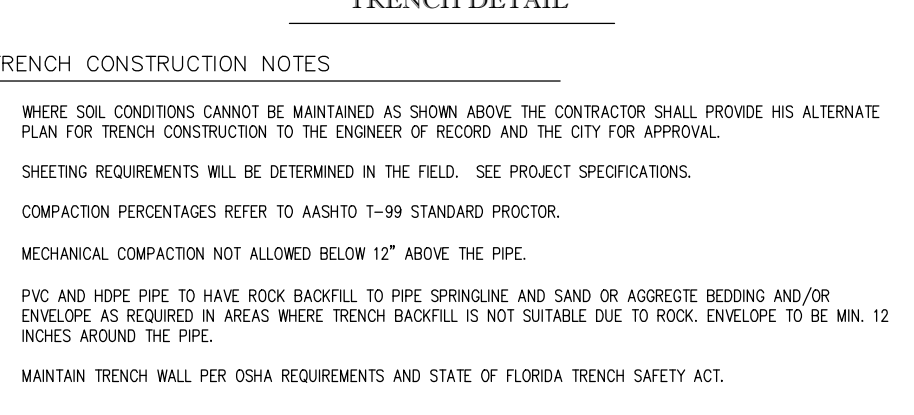 TRENCH DETAIL
TRENCH CONSTRUCTION NOTES
WHERE SOIL CONDITIONS CANNOT BE MAINTAINED AS SHOWN ABOVE THE CONTRACTOR SHALL PROVIDE HIS ALTERNATE
PLAN FOR TRENCH CONSTRUCTION TO THE ENGINEER OF RECORD AND THE CITY FOR APPROVAL.
SHEETING REQUIREMENTS WILL BE DETERMINED IN THE FIELD.  SEE PROJECT SPECIFICATIONS.
COMPACTION PERCENTAGES REFER TO AASHTO T-99 STANDARD PROCTOR.
MECHANICAL COMPACTION NOT ALLOWED BELOW 12" ABOVE THE PIPE.
PVC AND HDPE PIPE TO HAVE ROCK BACKFILL TO PIPE SPRINGLINE AND SAND OR AGGREGTE BEDDING AND/OR
ENVELOPE AS REQUIRED IN AREAS WHERE TRENCH BACKFILL IS NOT SUITABLE DUE TO ROCK. ENVELOPE TO BE MIN. 12
INCHES AROUND THE PIPE.
MAINTAIN TRENCH WALL PER OSHA REQUIREMENTS AND STATE OF FLORIDA TRENCH SAFETY ACT.